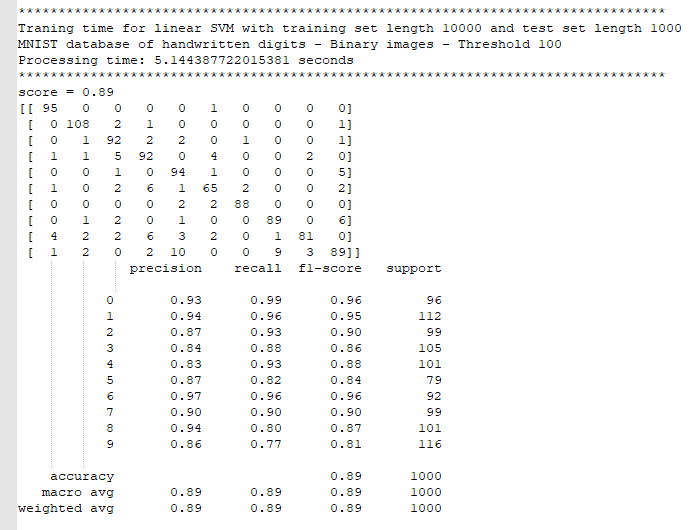 *********************************************************************************
Traning time for linear SVM with training set length 10000 and test set length 1000
MNIST database of handwritten digits - Binary images - Threshold 100
Processing time: 5.144387722015381 seconds
*********************************************************************************
score = 0.89
[[ 95   0   0   0   0   1   0   0   0   0]
 [  0 108   2   1   0   0   0   0   0   1]
 [  0   1  92   2   2   0   1   0   0   1]
 [  1   1   5  92   0   4   0   0   2   0]
 [  0   0   1   0  94   1   0   0   0   5]
 [  1   0   2   6   1  65   2   0   0   2]
 [  0   0   0   0   2   2  88   0   0   0]
 [  0   1   2   0   1   0   0  89   0   6]
 [  4   2   2   6   3   2   0   1  81   0]
 [  1   2   0   2  10   0   0   9   3  89]]
              precision    recall  f1-score   support
           0       0.93      0.99      0.96        96
           1       0.94      0.96      0.95       112
           2       0.87      0.93      0.90        99
           3       0.84      0.88      0.86       105
           4       0.83      0.93      0.88       101
           5       0.87      0.82      0.84        79
           6       0.97      0.96      0.96        92
           7       0.90      0.90      0.90        99
           8       0.94      0.80      0.87       101
           9       0.86      0.77      0.81       116
    accuracy                           0.89      1000
   macro avg       0.89      0.89      0.89      1000
weighted avg       0.89      0.89      0.89      1000